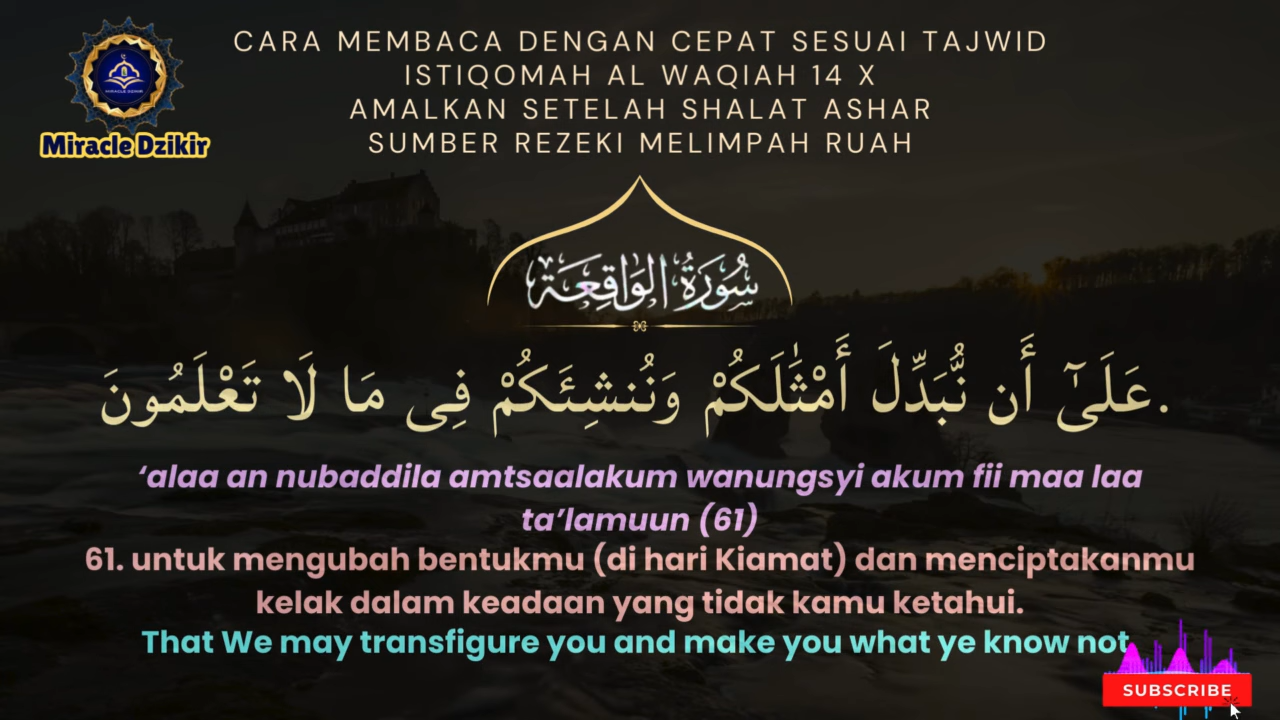 CARA MEMBACA DENGAN CEPAT SESUAI TAJWID
ISTIQOMAH AL WAQIAH 14 X
AMALKAN SETELAH SHALAT ASHAR
SUMBER REZEKI MELIMPAH RUAH
MIRACLE DZIKIR
Miracle Dzikir
سُورَةُ الوَاقِعَة
عَلَىٰٓ أَن نُّبَدِّلَ أَمْثَٰلَكُمْ وَنُنشِئَكُمْ فِى مَا لَا تَعْلَمُونَ.
‘alaa an nubaddila amtsaalakum wanungsyi akum fii maa laa
ta’lamuun (61)
61. untuk mengubah bentukmu (di hari Kiamat) dan menciptakanmu
kelak dalam keadaan yang tidak kamu ketahui.
That We may transfigure you and make you what ye know not
SUBSCRIBE